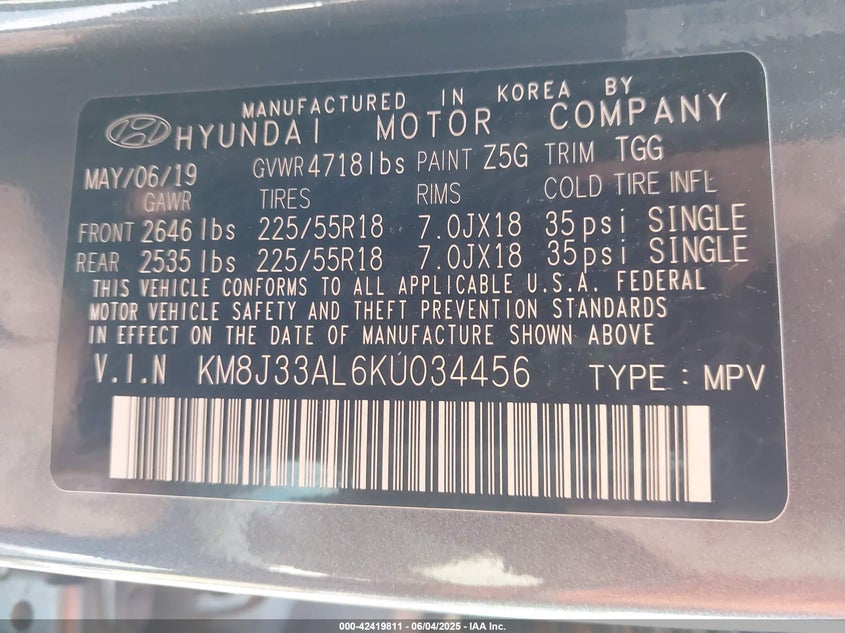 MANUFACTURED IN KOREA BY
HYUNDAI MOTOR COMPANY
MAY/06/19 GVWR 4718lbs PAINT Z5G TRIM TGG
GAWR TIRES RIMS COLD TIRE INFL
FRONT 2646 lbs 225/55R18 7.0JX18 35psi SINGLE
REAR 2535 lbs 225/55R18 7.0JX18 35psi SINGLE
THIS VEHICLE CONFORMS TO ALL APPLICABLE U.S.A. FEDERAL
MOTOR VEHICLE SAFETY AND THEFT PREVENTION STANDARDS
IN EFFECT ON THE DATE OF MANUFACTURE SHOWN ABOVE
V.I.N KM8J33AL6KU034456 TYPE : MPV
000-42419811 - 06/04/2025 - IAA Inc.